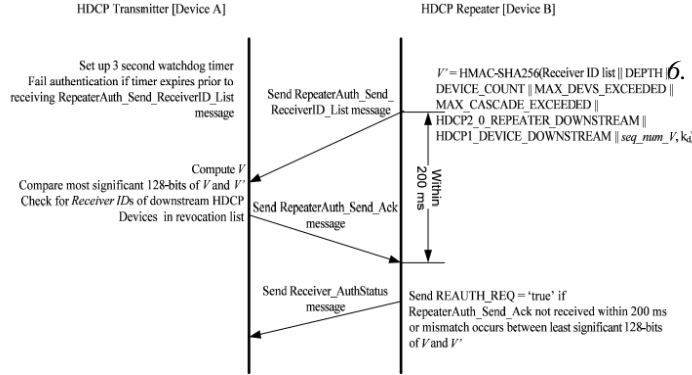 HDCP Transmitter [Device A]
HDCP Repeater [Device B]
Set up 3 second watchdog timer
Fail authentication if timer expires prior to
receiving RepeaterAuth_Send_ReceiverID_List
message
Send RepeaterAuth_Send_
ReceiverID_List message
V' = HMAC-SHA256(Receiver ID list || DEPTH ||
6.
DEVICE_COUNT || MAX_DEVS_EXCEEDED ||
MAX_CASCADE_EXCEEDED ||
HDCP2_0_REPEATER_DOWNSTREAM ||
HDCP1_DEVICE_DOWNSTREAM || seq_num_V, kd)
Within
200 ms
Compute V
Compare most significant 128-bits of V and V'
Check for Receiver IDs of downstream HDCP
Devices in revocation list
Send RepeaterAuth_Send_Ack
message
Send Receiver_AuthStatus
message
Send REAUTH_REQ = 'true' if
RepeaterAuth_Send_Ack not received within 200 ms
or mismatch occurs between least significant 128-bits
of V and V'